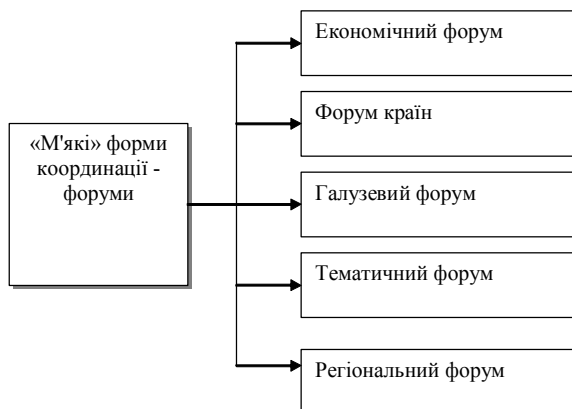 «М'які» форми
координації -
форуми
Економічний форум
Форум країн
Галузевий форум
Тематичний форум
Регіональний форум